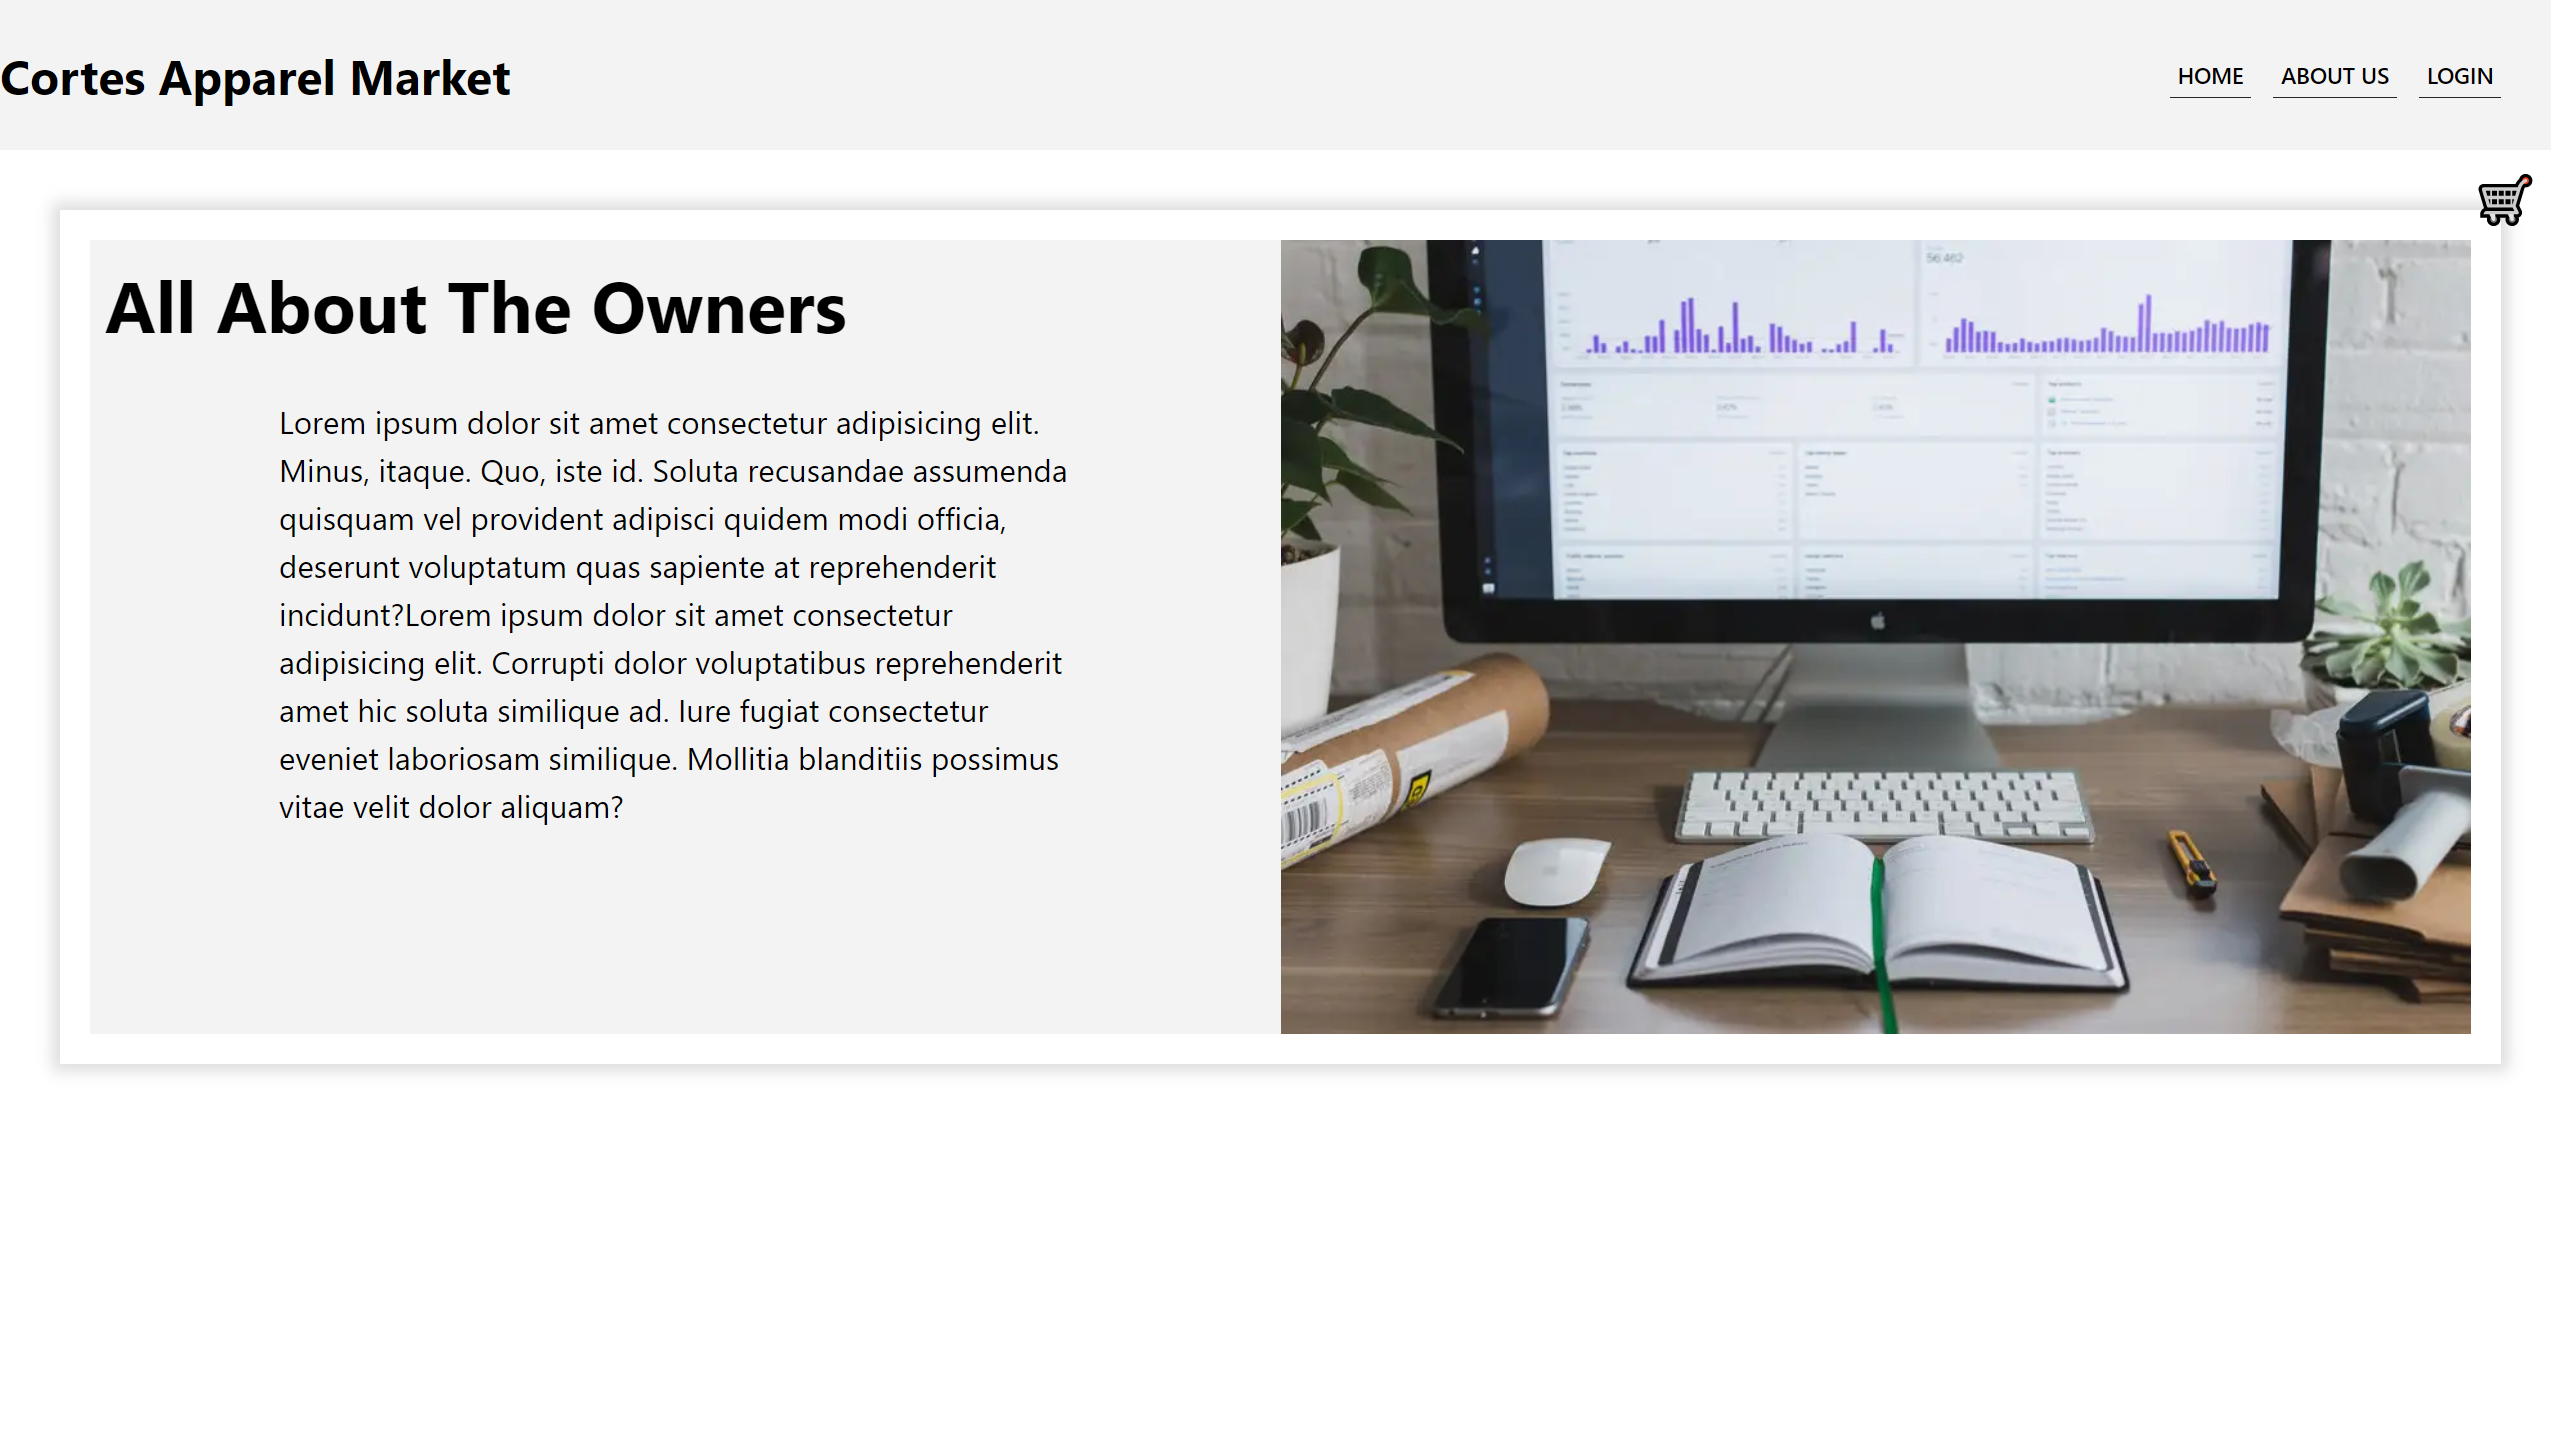 Cortes Apparel Market
HOME
ABOUT US
LOGIN
All About The Owners
Lorem ipsum dolor sit amet consectetur adipisicing elit.
Minus, itaque. Quo, iste id. Soluta recusandae assumenda
quisquam vel provident adipisci quidem modi officia,
deserunt voluptatum quas sapiente at reprehenderit
incidunt?Lorem ipsum dolor sit amet consectetur
adipisicing elit. Corrupti dolor voluptatibus reprehenderit
amet hic soluta similique ad. Iure fugiat consectetur
eveniet laboriosam similique. Mollitia blanditiis possimus
vitae velit dolor aliquam?
56,462